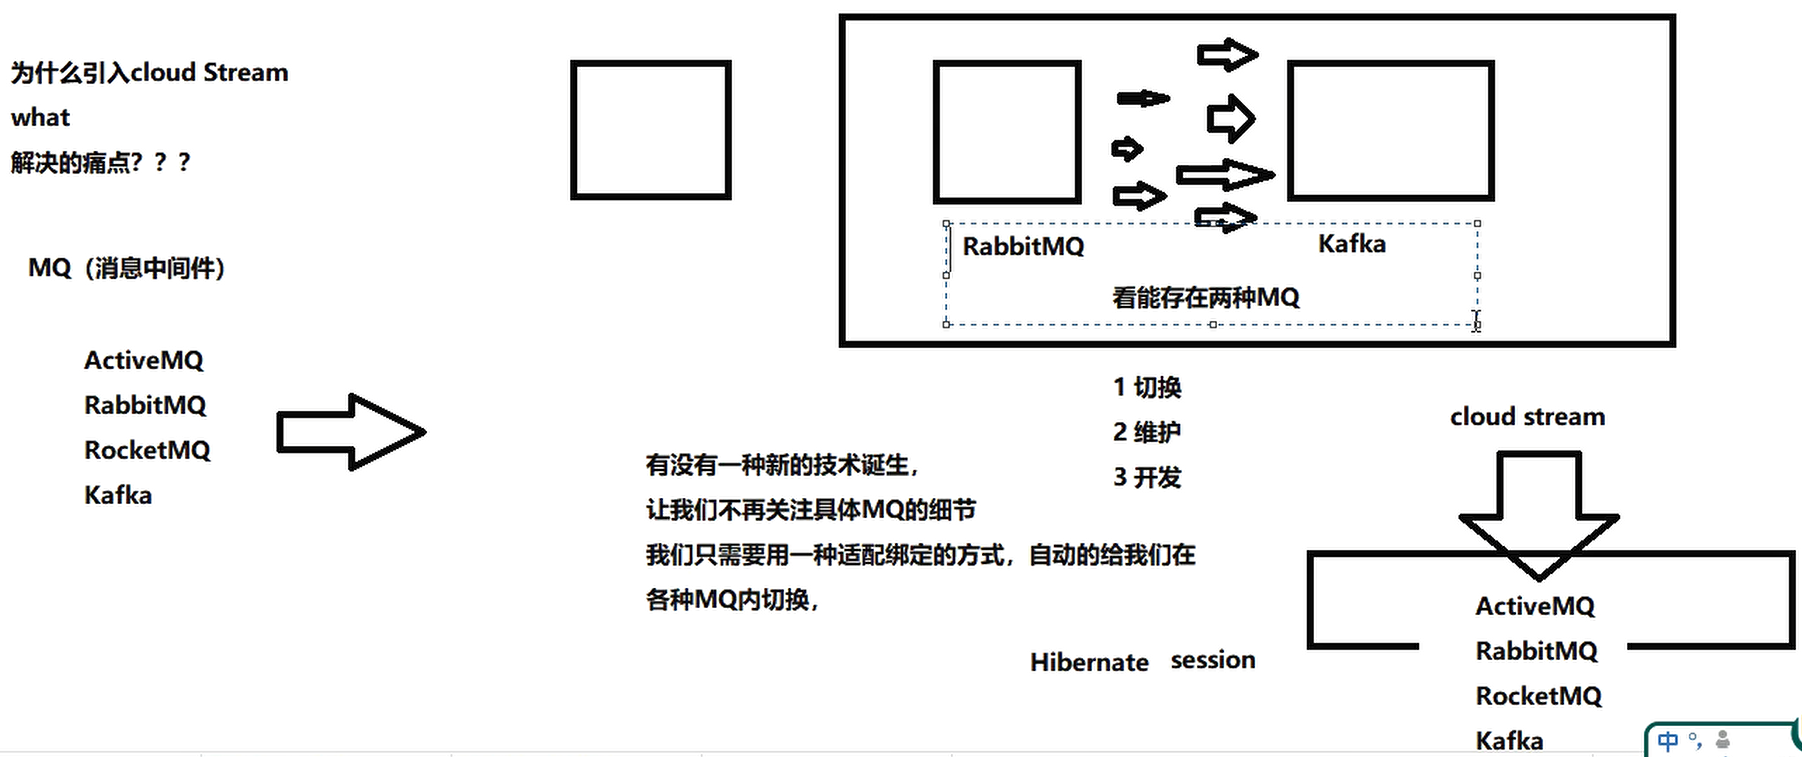 为什么引入cloud Stream
what
解决的痛点？？？
MQ（消息中间件）
ActiveMQ
RabbitMQ
RocketMQ
Kafka
RabbitMQ
Kafka
看能存在两种MQ
1 切换
2 维护
3 开发
有没有一种新的技术诞生，
让我们不再关注具体MQ的细节
我们只需要用一种适配绑定的方式，自动的给我们在
各种MQ内切换，
Hibernate session
cloud stream
ActiveMQ
RabbitMQ
RocketMQ
Kafka
中 °,